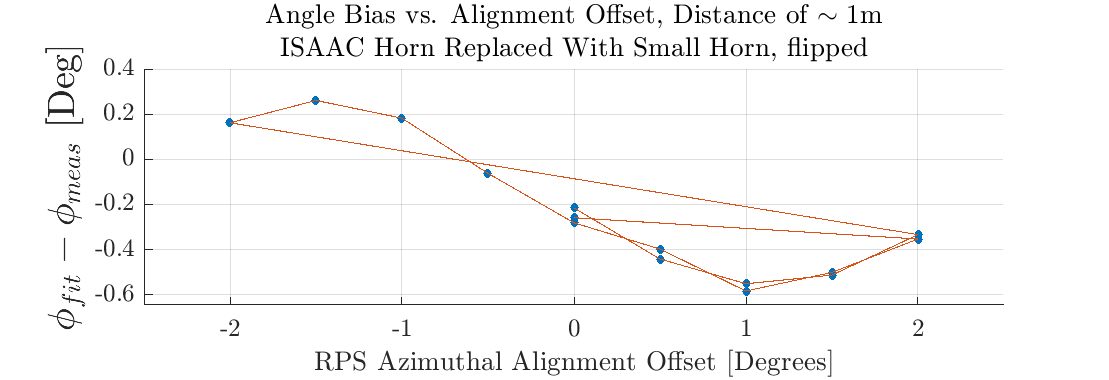 Angle Bias vs. Alignment Offset, Distance of ∼ 1m
ISAAC Horn Replaced With Small Horn, flipped
ϕ_fit − ϕ_meas [Deg]
0.4
0.2
0
-0.2
-0.4
-0.6
-2 -1 0 1 2
RPS Azimuthal Alignment Offset [Degrees]